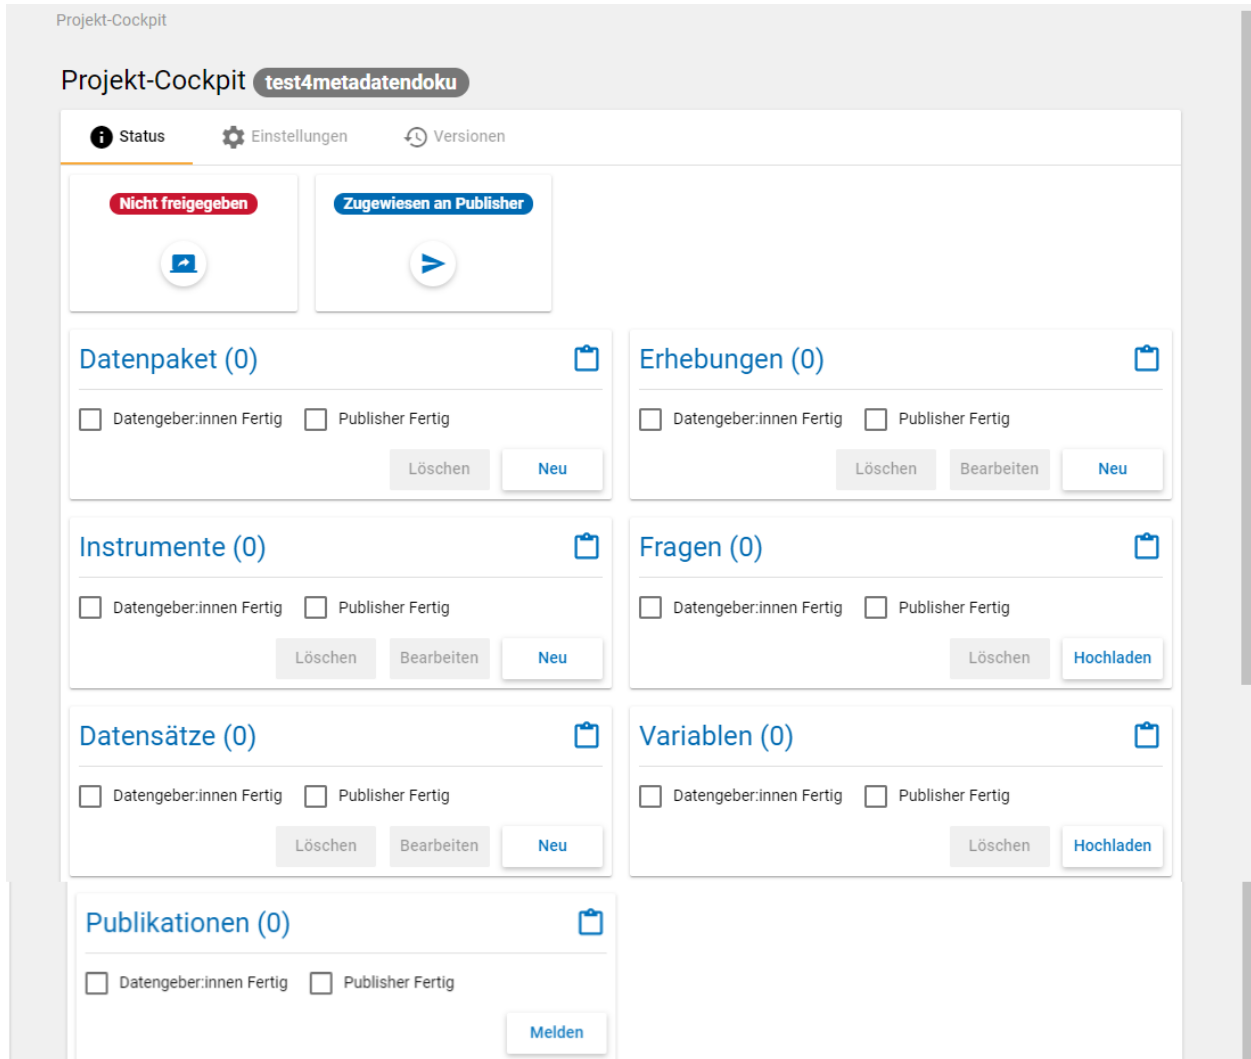 Projekt-Cockpit
Projekt-Cockpit test4metadatendoku
Status Einstellungen Versionen
Nicht freigegeben Zugewiesen an Publisher
Datenpaket (0)
Datengeber:innen Fertig Publisher Fertig
Löschen Neu
Erhebungen (0)
Datengeber:innen Fertig Publisher Fertig
Löschen Bearbeiten Neu
Instrumente (0)
Datengeber:innen Fertig Publisher Fertig
Löschen Bearbeiten Neu
Fragen (0)
Datengeber:innen Fertig Publisher Fertig
Löschen Hochladen
Datensätze (0)
Datengeber:innen Fertig Publisher Fertig
Löschen Bearbeiten Neu
Variablen (0)
Datengeber:innen Fertig Publisher Fertig
Löschen Hochladen
Publikationen (0)
Datengeber:innen Fertig Publisher Fertig
Melden